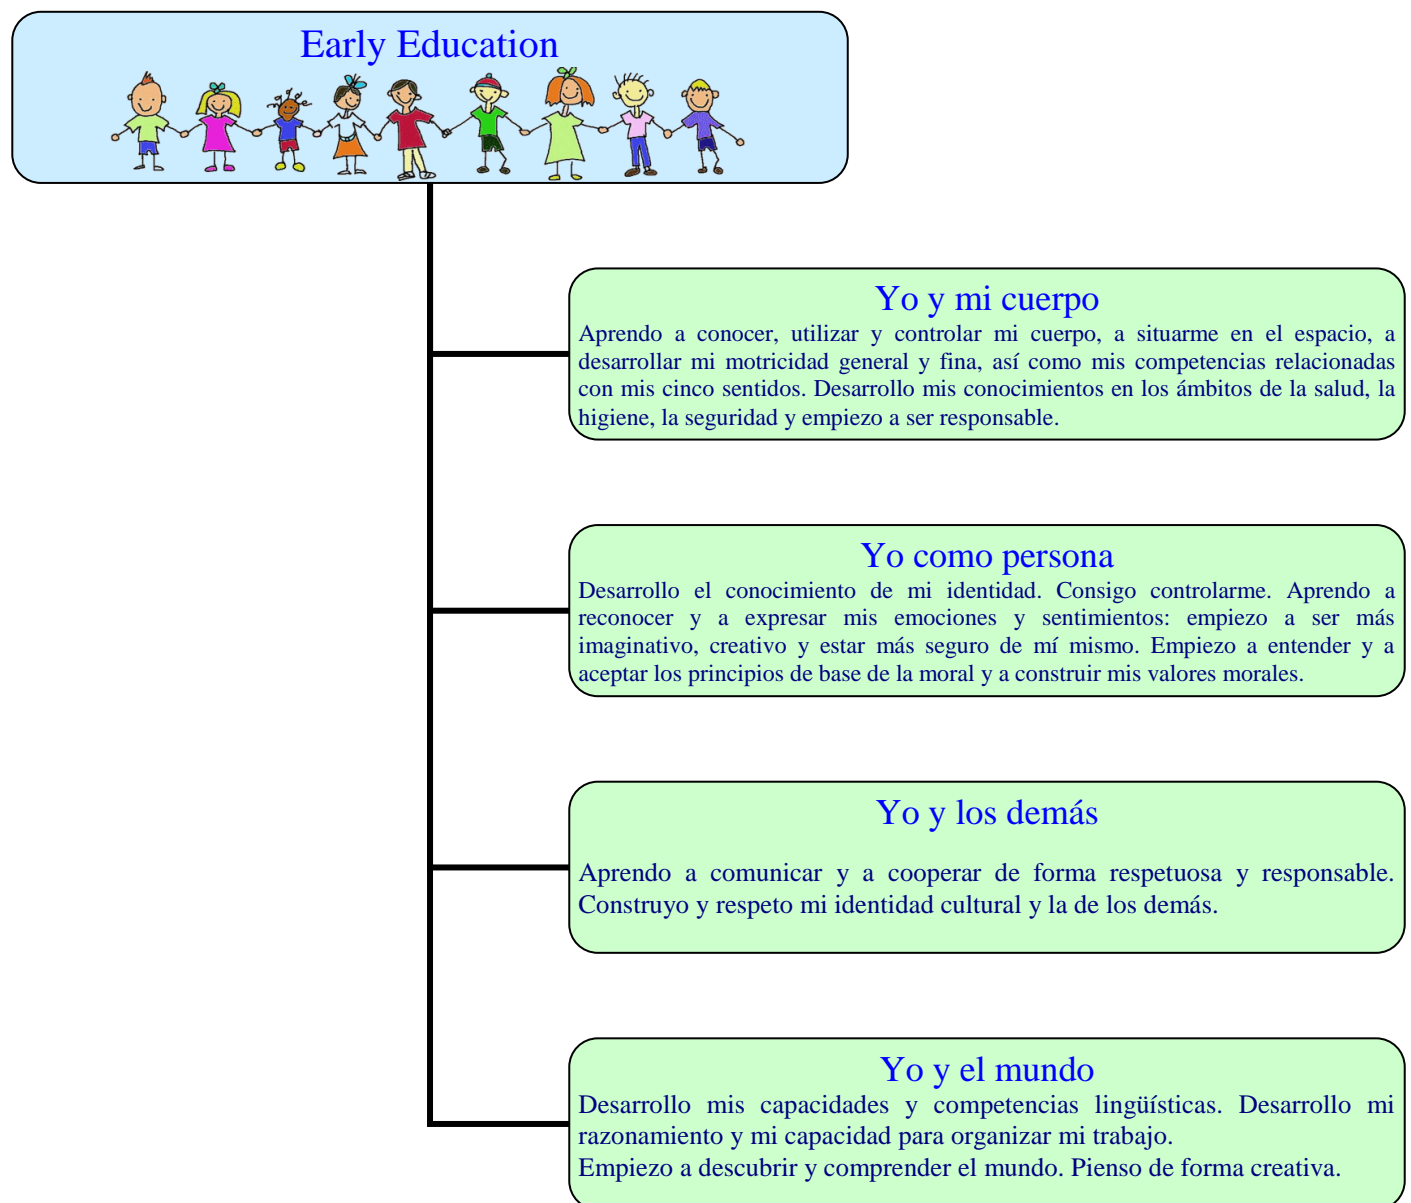 Early Education
Yo y mi cuerpo
Aprendo a conocer, utilizar y controlar mi cuerpo, a situarme en el espacio, a
desarrollar mi motricidad general y fina, así como mis competencias relacionadas
con mis cinco sentidos. Desarrollo mis conocimientos en los ámbitos de la salud, la
higiene, la seguridad y empiezo a ser responsable.
Yo como persona
Desarrollo el conocimiento de mi identidad. Consigo controlarme. Aprendo a
reconocer y a expresar mis emociones y sentimientos: empiezo a ser más
imaginativo, creativo y estar más seguro de mí mismo. Empiezo a entender y a
aceptar los principios de base de la moral y a construir mis valores morales.
Yo y los demás
Aprendo a comunicar y a cooperar de forma respetuosa y responsable.
Construyo y respeto mi identidad cultural y la de los demás.
Yo y el mundo
Desarrollo mis capacidades y competencias lingüísticas. Desarrollo mi
razonamiento y mi capacidad para organizar mi trabajo.
Empiezo a descubrir y comprender el mundo. Pienso de forma creativa.